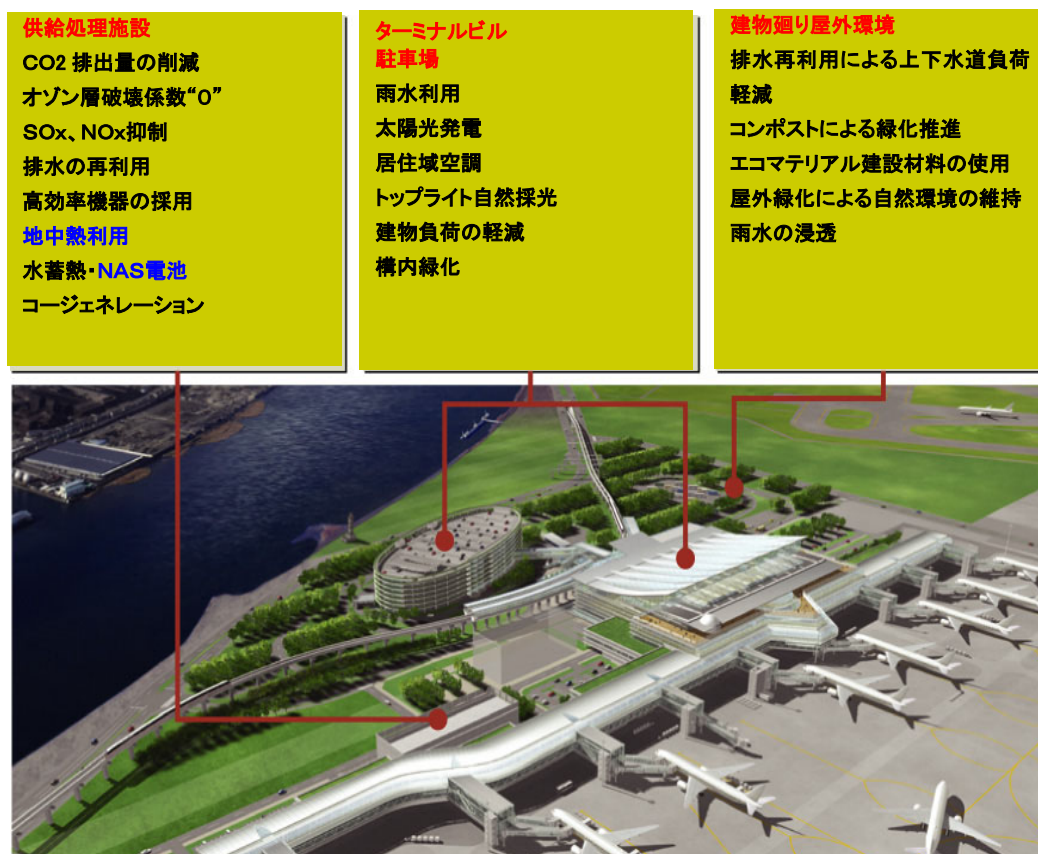 供給処理施設
CO2 排出量の削減
オゾン層破壊係数“０”
SOx、NOx抑制
排水の再利用
高効率機器の採用
地中熱利用
水蓄熱・NAS電池
コージェネレーション
ターミナルビル
駐車場
雨水利用
太陽光発電
居住域空調
トップライト自然採光
建物負荷の軽減
構内緑化
建物廻り屋外環境
排水再利用による上下水道負荷
軽減
コンポストによる緑化推進
エコマテリアル建設材料の使用
屋外緑化による自然環境の維持
雨水の浸透